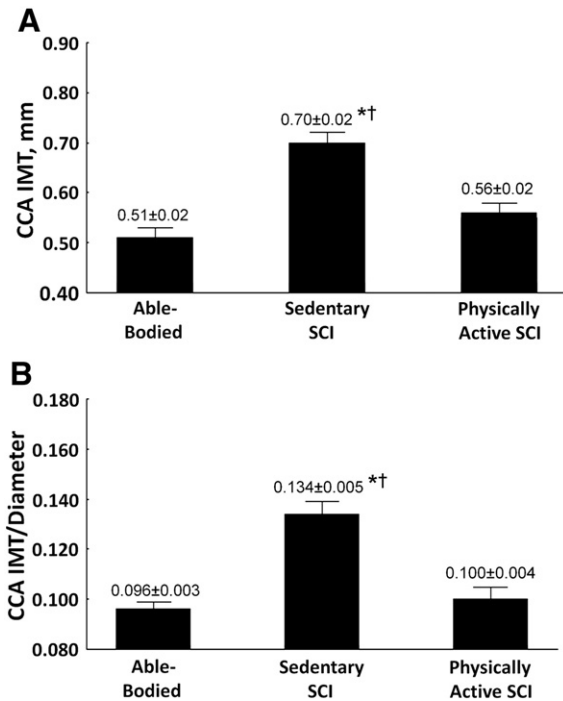 A
CCA IMT, mm
0.90
0.80
0.70
0.60
0.50
0.40
0.51±0.02
0.70±0.02 *†
0.56±0.02
Able-
Bodied
Sedentary
SCI
Physically
Active SCI
B
CCA IMT/Diameter
0.180
0.160
0.140
0.120
0.100
0.080
0.096±0.003
0.134±0.005 *†
0.100±0.004
Able-
Bodied
Sedentary
SCI
Physically
Active SCI